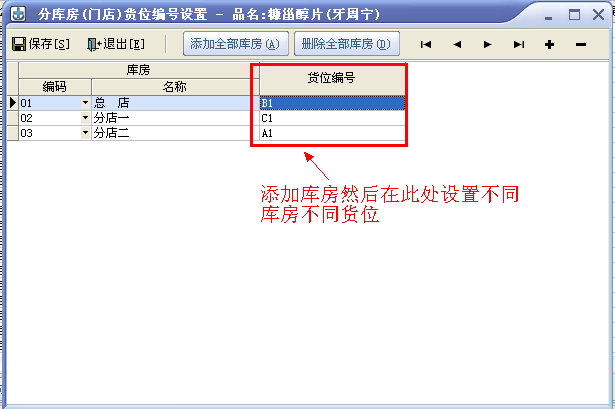 分库房(门店)货位编号设置 - 品名:糠甾醇片(牙周宁)
保存[S] 退出[E] 添加全部库房(A) 删除全部库房(D)
库房 货位编号
编码 名称
01 总 店 B1
02 分店一 C1
03 分店二 A1
添加库房然后在此处设置不同
库房不同货位